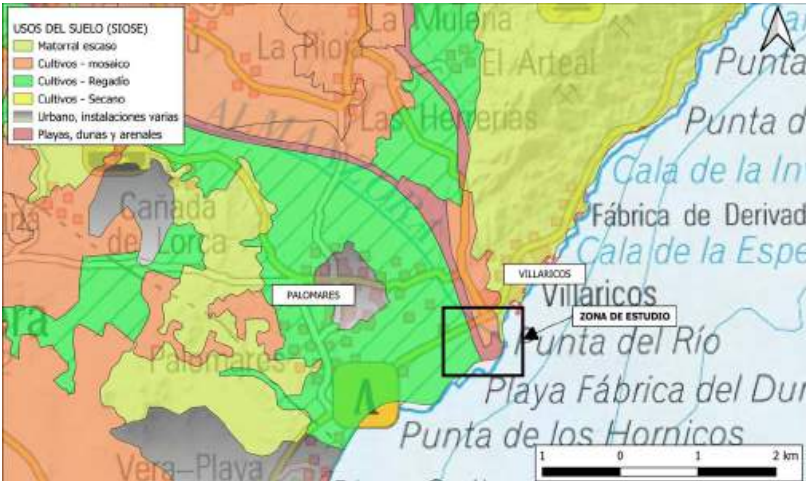 USOS DEL SUELO (SIOSE)
Matorral escaso
Cultivos - mosaico
Cultivos - Regadío
Cultivos - Secano
Urbano, instalaciones varias
Playas, dunas y arenales
La Mulería
La Rioja
El Arteal
Punta
Las Herrerías
Punta d
ALMANZORA
Cala de la In
Cañada
de Lorca
Fábrica de Derivad
Cala de la Espe
VILLARICOS
PALOMARES
Villaricos
ZONA DE ESTUDIO
Punta del Río
Palomares
Playa Fábrica del Dur
Punta de los Hornicos
Vera-Playa
1 0 1 2 km